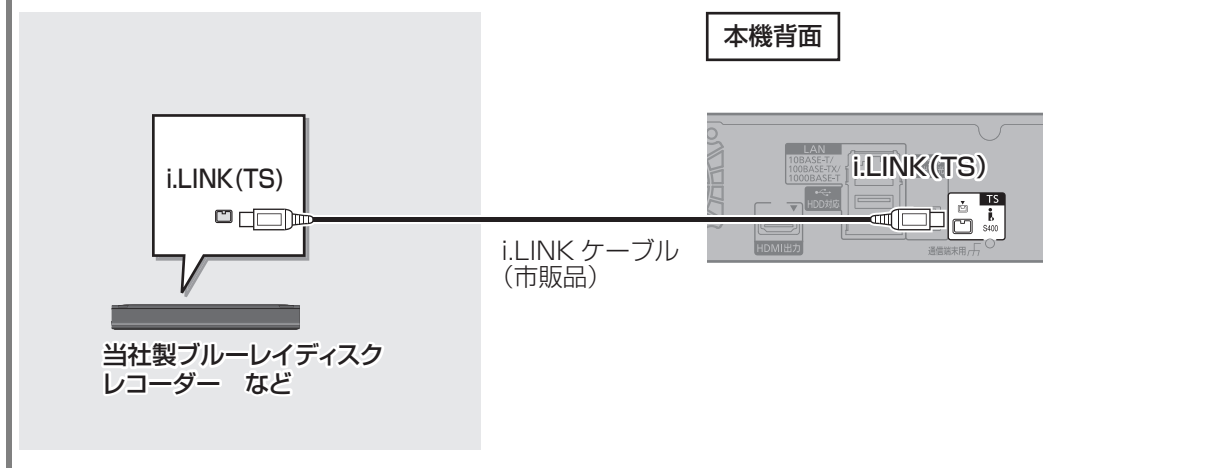 本機背面
i.LINK(TS)
i.LINK ケーブル
(市販品)
当社製ブルーレイディスク
レコーダー など
LAN
10BASE-T/
100BASE-TX/
1000BASE-T
HDD対応
HDMI出力
i.LINK(TS)
TS
S400
通信端末用